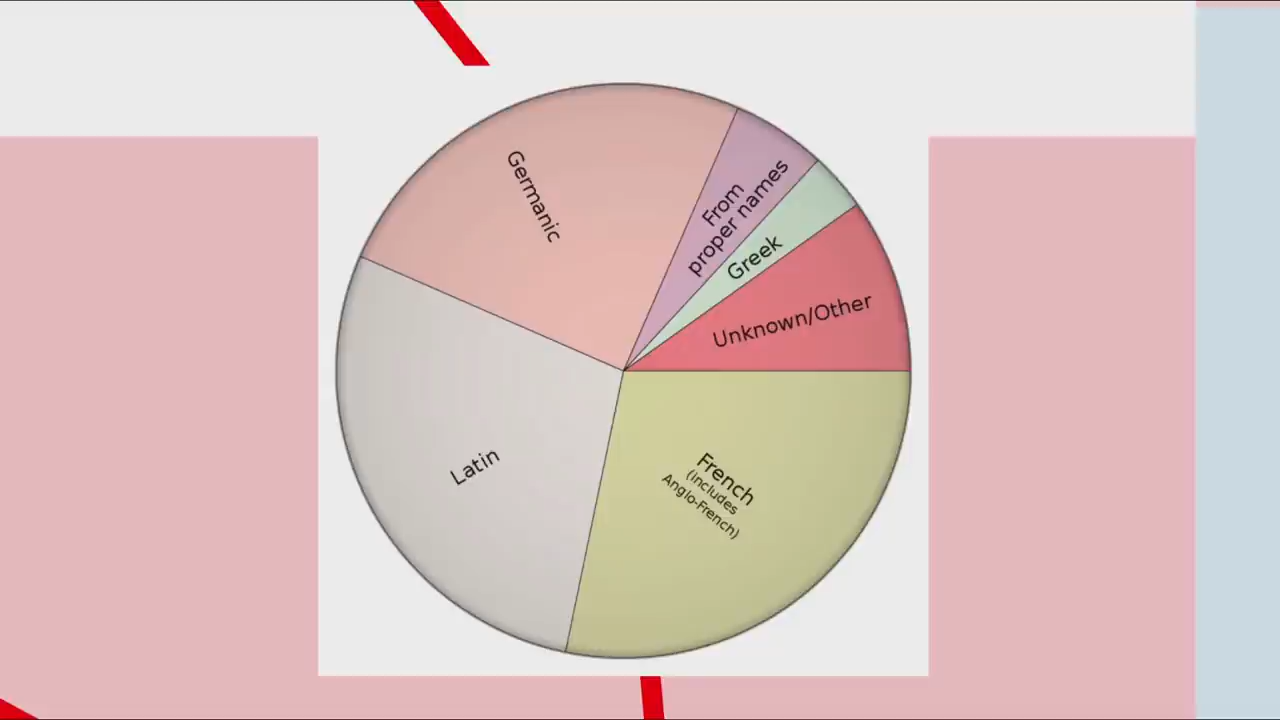 Germanic
From
proper names
Greek
Unknown/Other
Latin
French
(includes
Anglo-French)